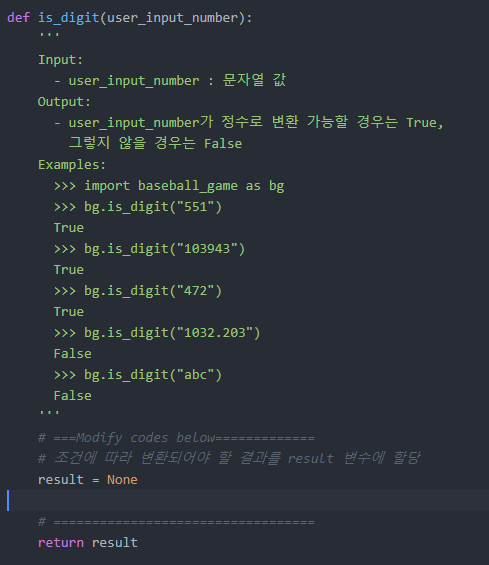 def is_digit(user_input_number):
    '''
    Input:
      - user_input_number : 문자열 값
    Output:
      - user_input_number가 정수로 변환 가능할 경우는 True,
        그렇지 않을 경우는 False
    Examples:
      >>> import baseball_game as bg
      >>> bg.is_digit("551")
      True
      >>> bg.is_digit("103943")
      True
      >>> bg.is_digit("472")
      True
      >>> bg.is_digit("1032.203")
      False
      >>> bg.is_digit("abc")
      False
    '''
    # ===Modify codes below=============
    # 조건에 따라 변환되어야 할 결과를 result 변수에 할당
    result = None
    # ==================================
    return result